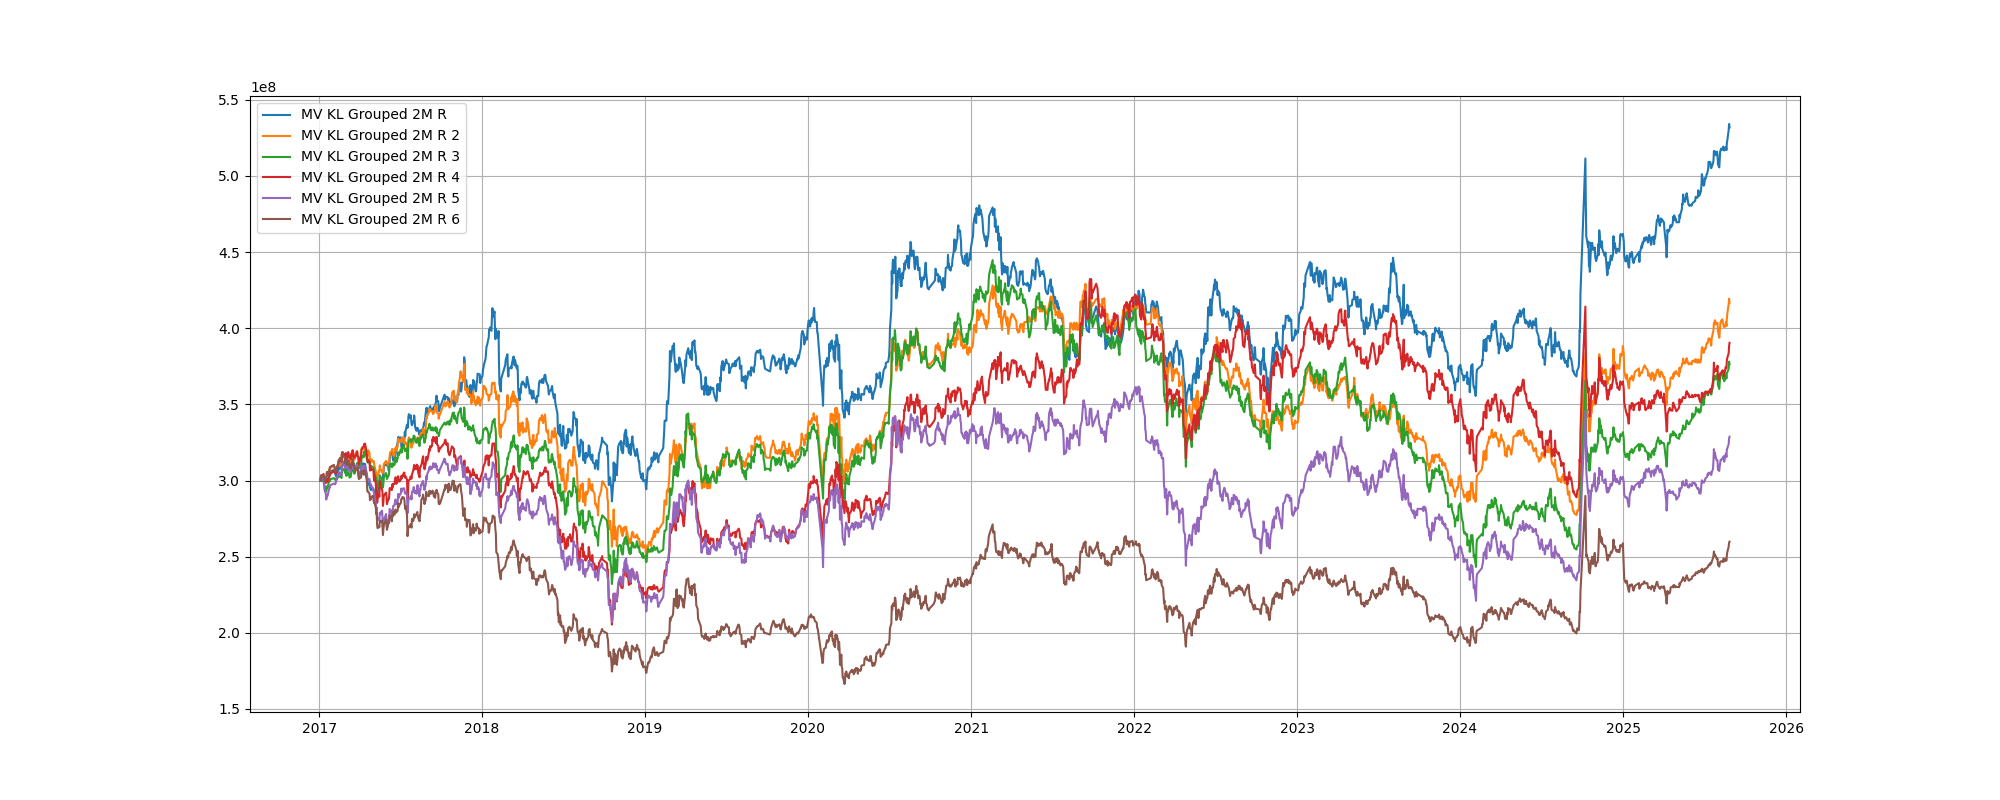 1e8
5.5
5.0
4.5
4.0
3.5
3.0
2.5
2.0
1.5
MV KL Grouped 2M R
MV KL Grouped 2M R 2
MV KL Grouped 2M R 3
MV KL Grouped 2M R 4
MV KL Grouped 2M R 5
MV KL Grouped 2M R 6
2017 2018 2019 2020 2021 2022 2023 2024 2025 2026